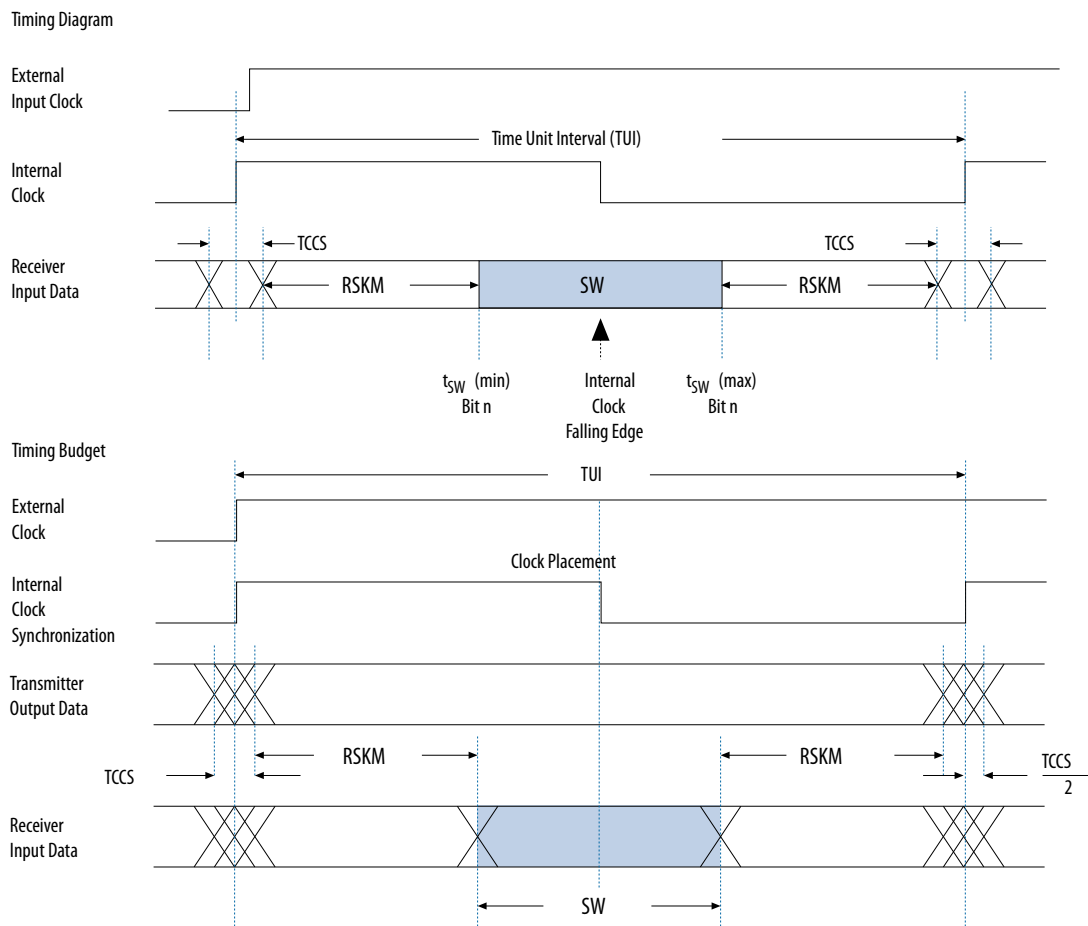 Timing Diagram
External
Input Clock
Time Unit Interval (TUI)
Internal
Clock
TCCS
TCCS
Receiver
Input Data
RSKM
SW
RSKM
tSW (min)
Bit n
Internal
Clock
Falling Edge
tSW (max)
Bit n
Timing Budget
TUI
External
Clock
Clock Placement
Internal
Clock
Synchronization
Transmitter
Output Data
RSKM
RSKM
TCCS
TCCS
2
Receiver
Input Data
SW